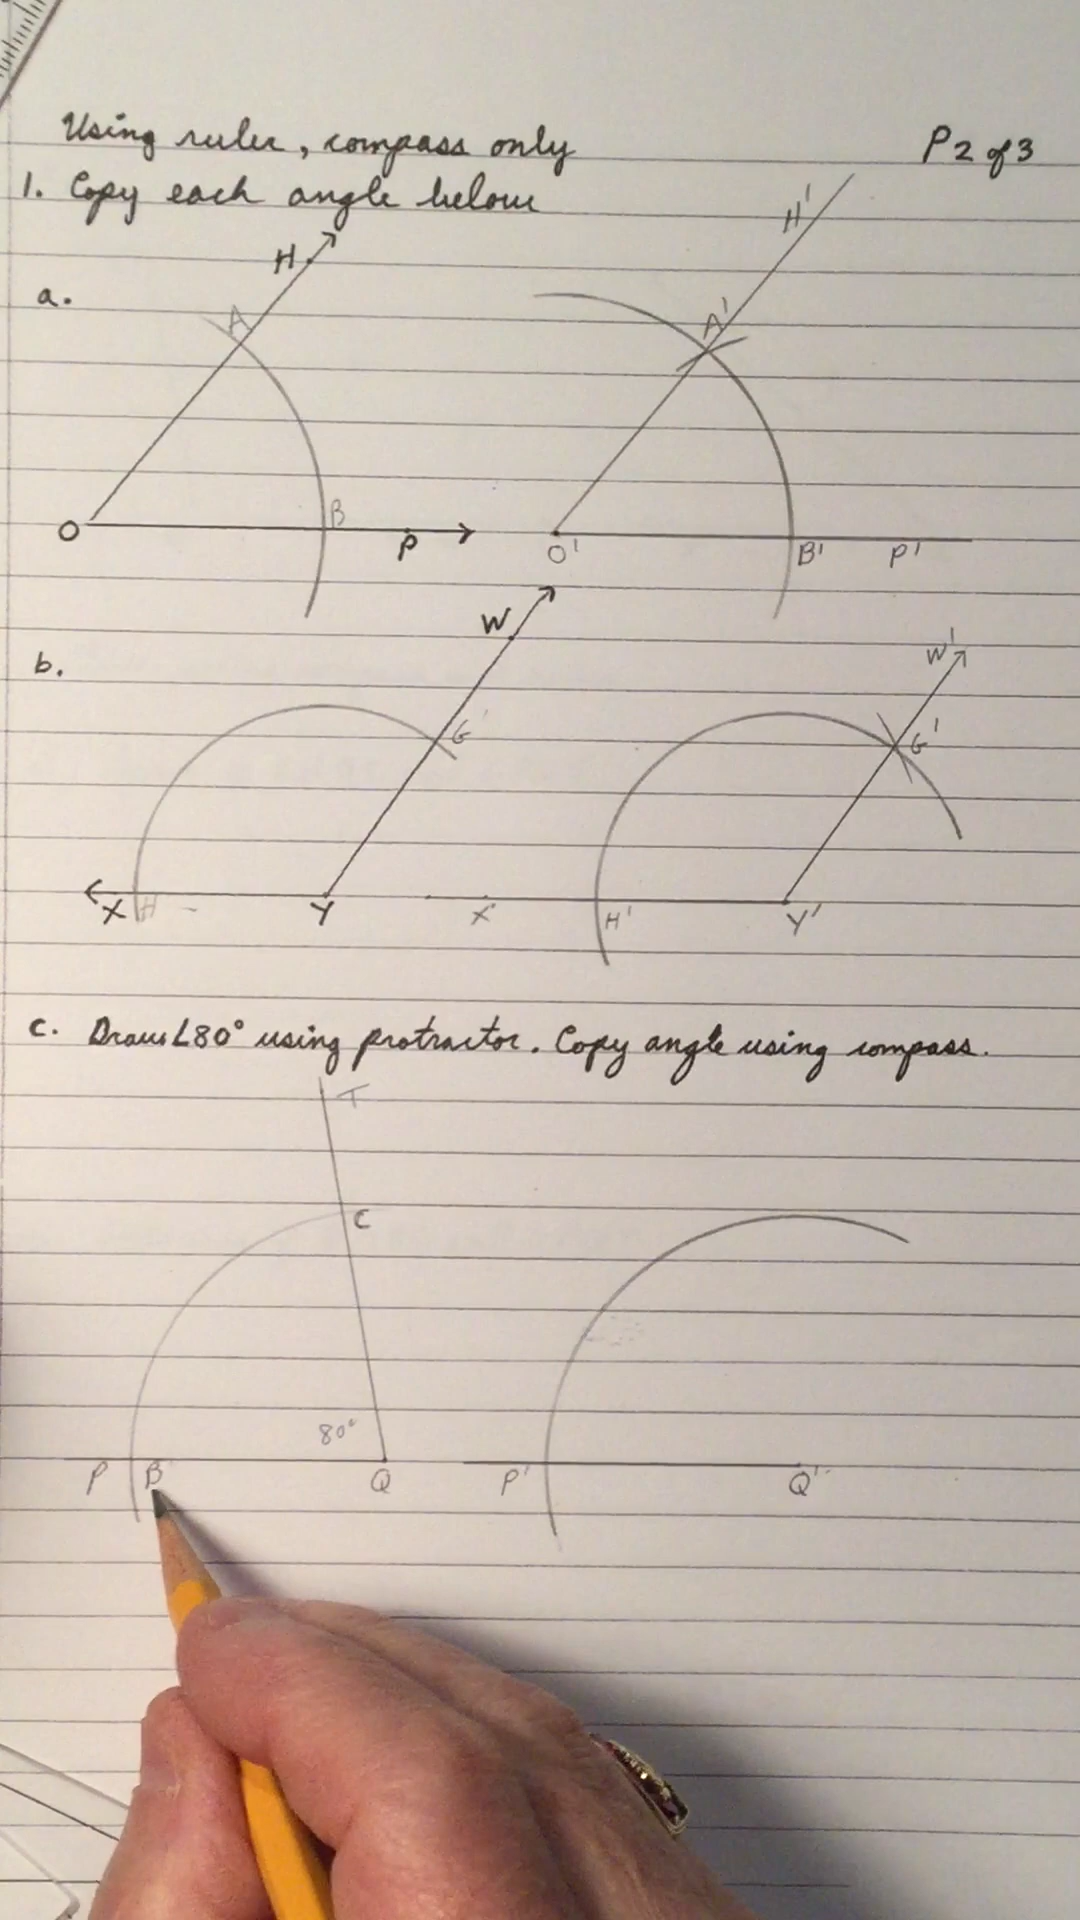 Using ruler, compass only
P 2 of 3
1. Copy each angle below
H'
H
a.
A
A'
B
O
P
O'
B'
P'
W
b.
W'
G'
G'
X
H
Y
X'
H'
Y'
c. Draw ∠80° using protractor. Copy angle using compass.
T
C
80°
P
B
Q
P'
Q'